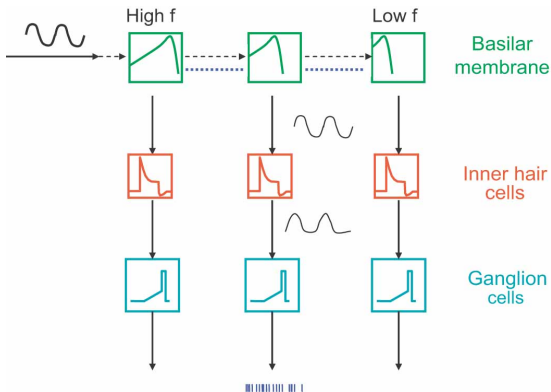 High f
Low f
Basilar
membrane
Inner hair
cells
Ganglion
cells